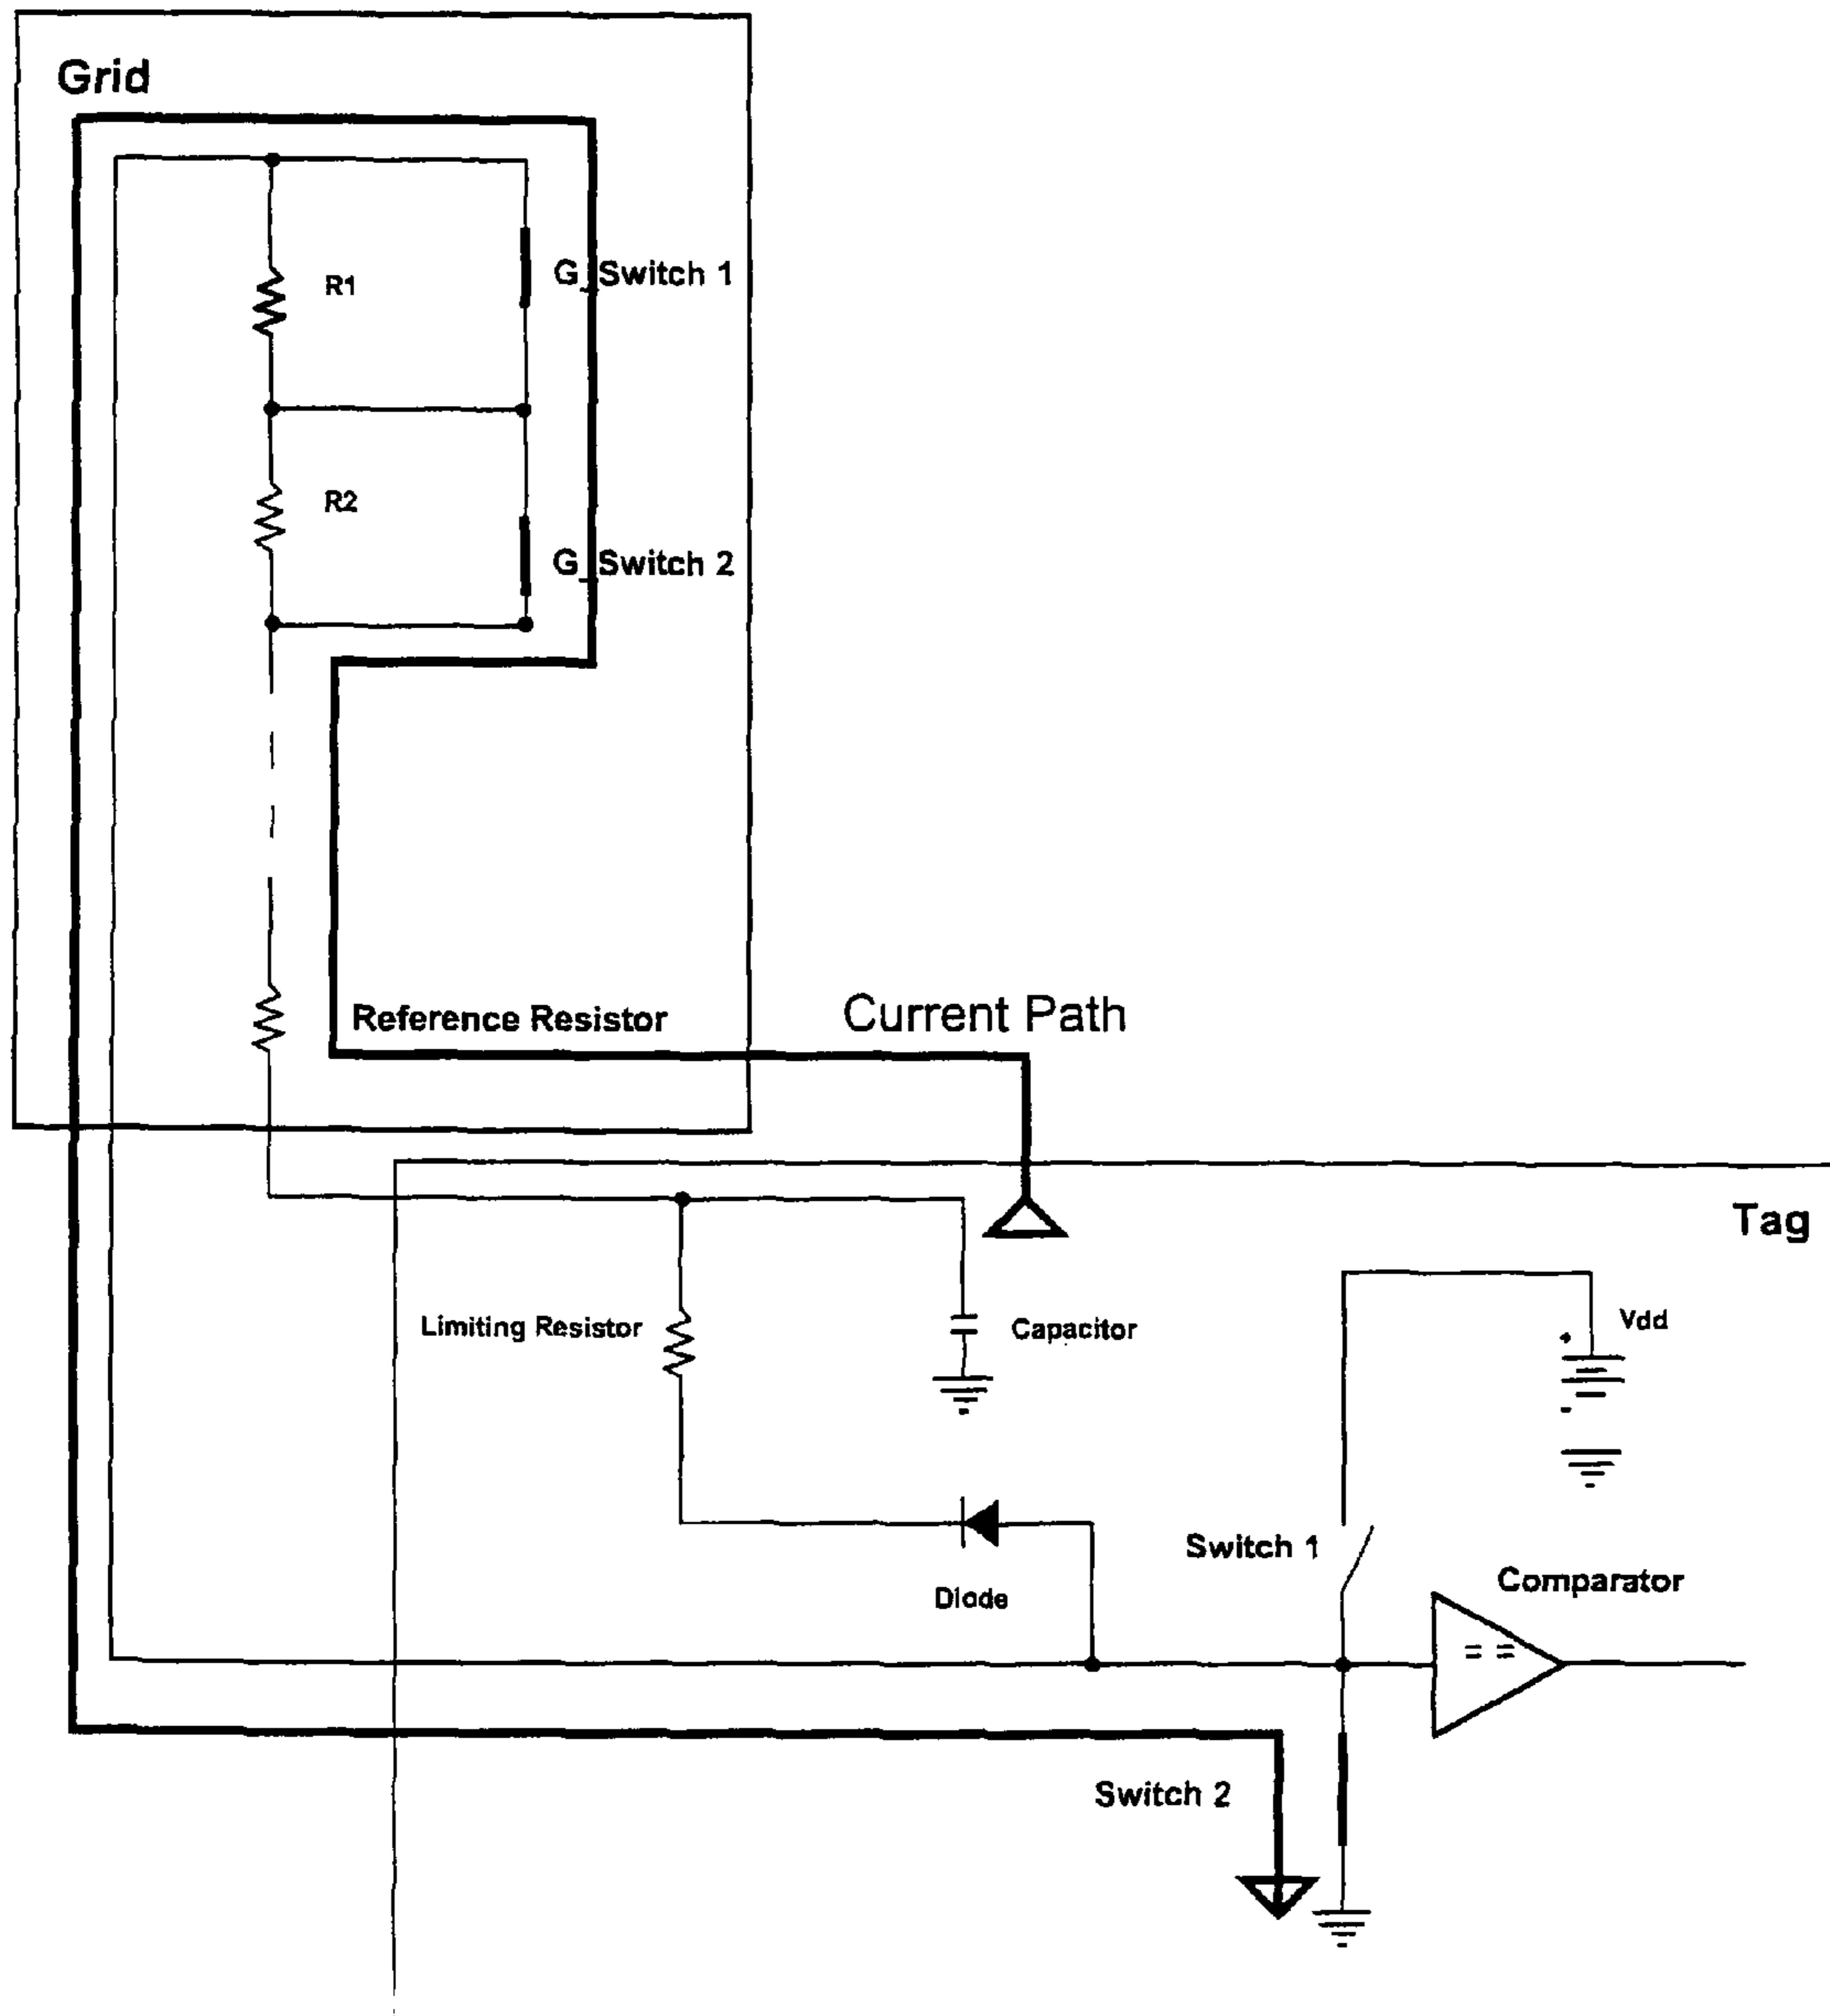 Grid
R1
G_Switch 1
R2
G_Switch 2
Reference Resistor
Current Path
Tag
Limiting Resistor
Capacitor
+
Vdd
-
Switch 1
Diode
Comparator
= =
Switch 2